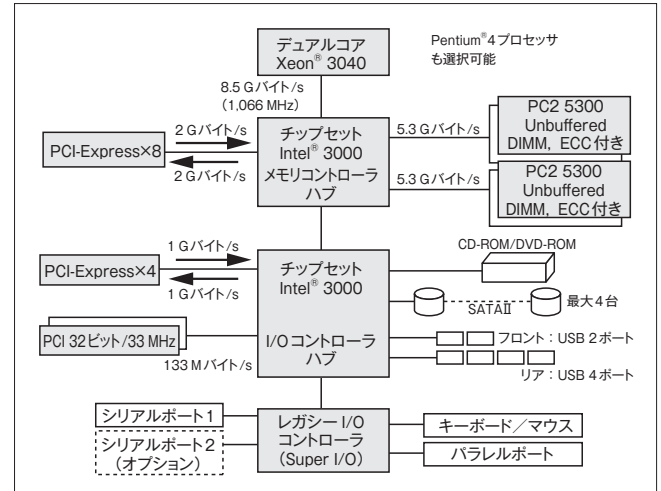 デュアルコア
Xeon® 3040
Pentium®4プロセッサ
も選択可能
8.5 Gバイト/s
(1,066 MHz)
PCI-Express×8
2 Gバイト/s
2 Gバイト/s
チップセット
Intel® 3000
メモリコントローラ
ハブ
5.3 Gバイト/s
5.3 Gバイト/s
PC2 5300
Unbuffered
DIMM, ECC付き
PC2 5300
Unbuffered
DIMM, ECC付き
PCI-Express×4
1 Gバイト/s
1 Gバイト/s
チップセット
Intel® 3000
I/Oコントローラ
ハブ
CD-ROM/DVD-ROM
SATAⅡ
最大4台
PCI 32ビット/33 MHz
133 Mバイト/s
フロント：USB 2ポート
リア：USB 4ポート
シリアルポート1
シリアルポート2
(オプション)
レガシー I/O
コントローラ
(Super I/O)
キーボード／マウス
パラレルポート